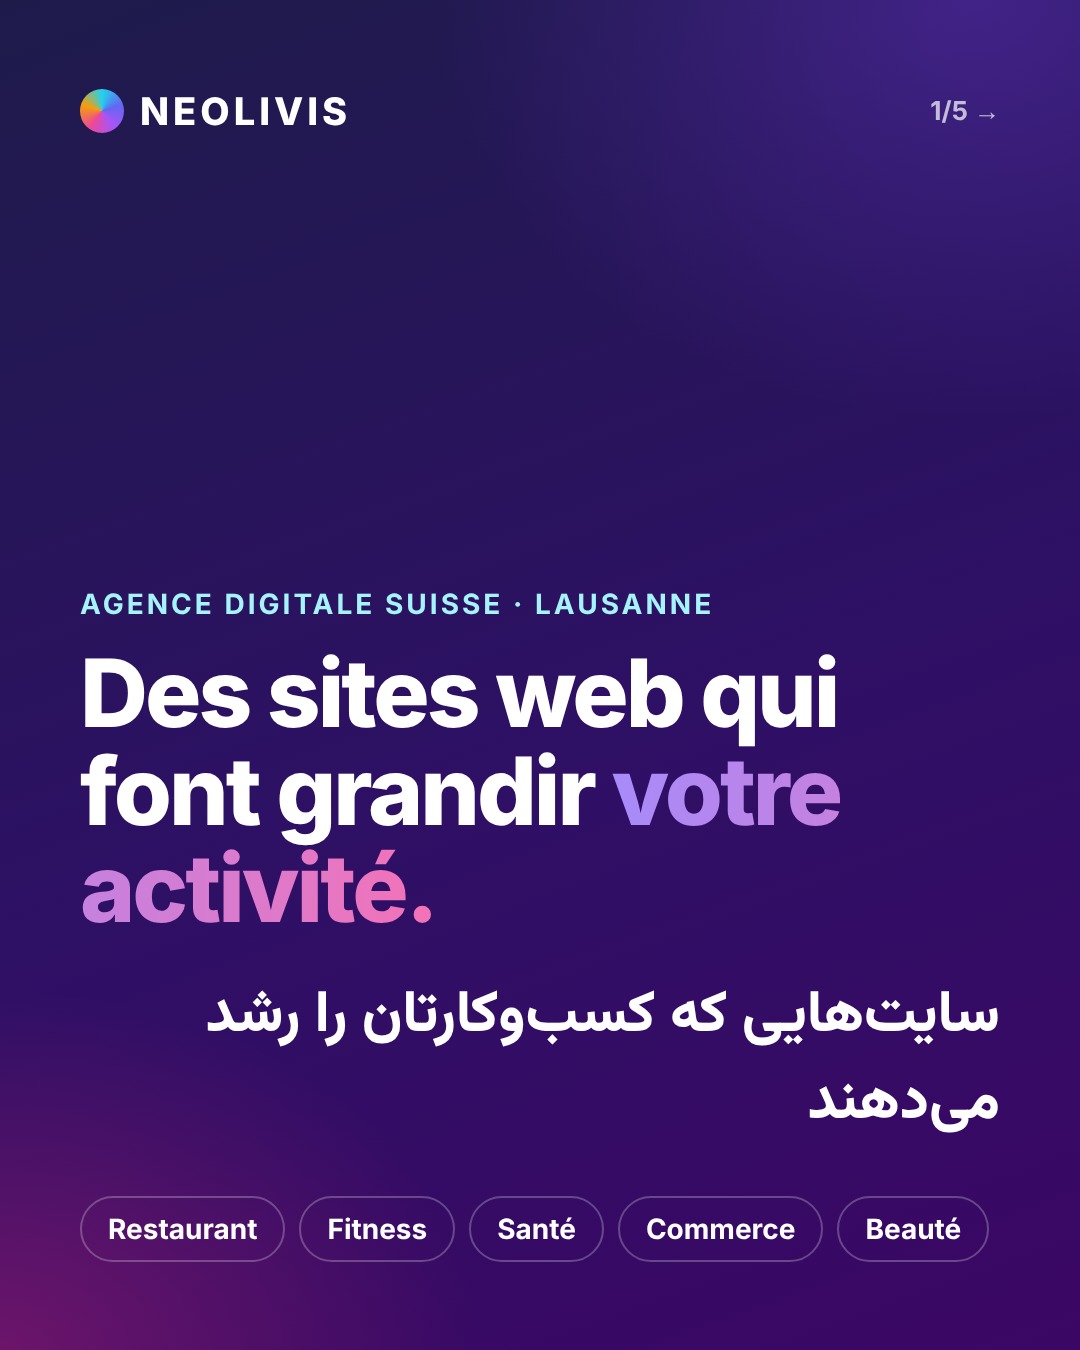 NEOLIVIS
1/5 →
AGENCE DIGITALE SUISSE · LAUSANNE
Des sites web qui
font grandir votre
activité.
سایت‌هایی که کسب‌وکارتان را رشد
می‌دهند
Restaurant Fitness Santé Commerce Beauté